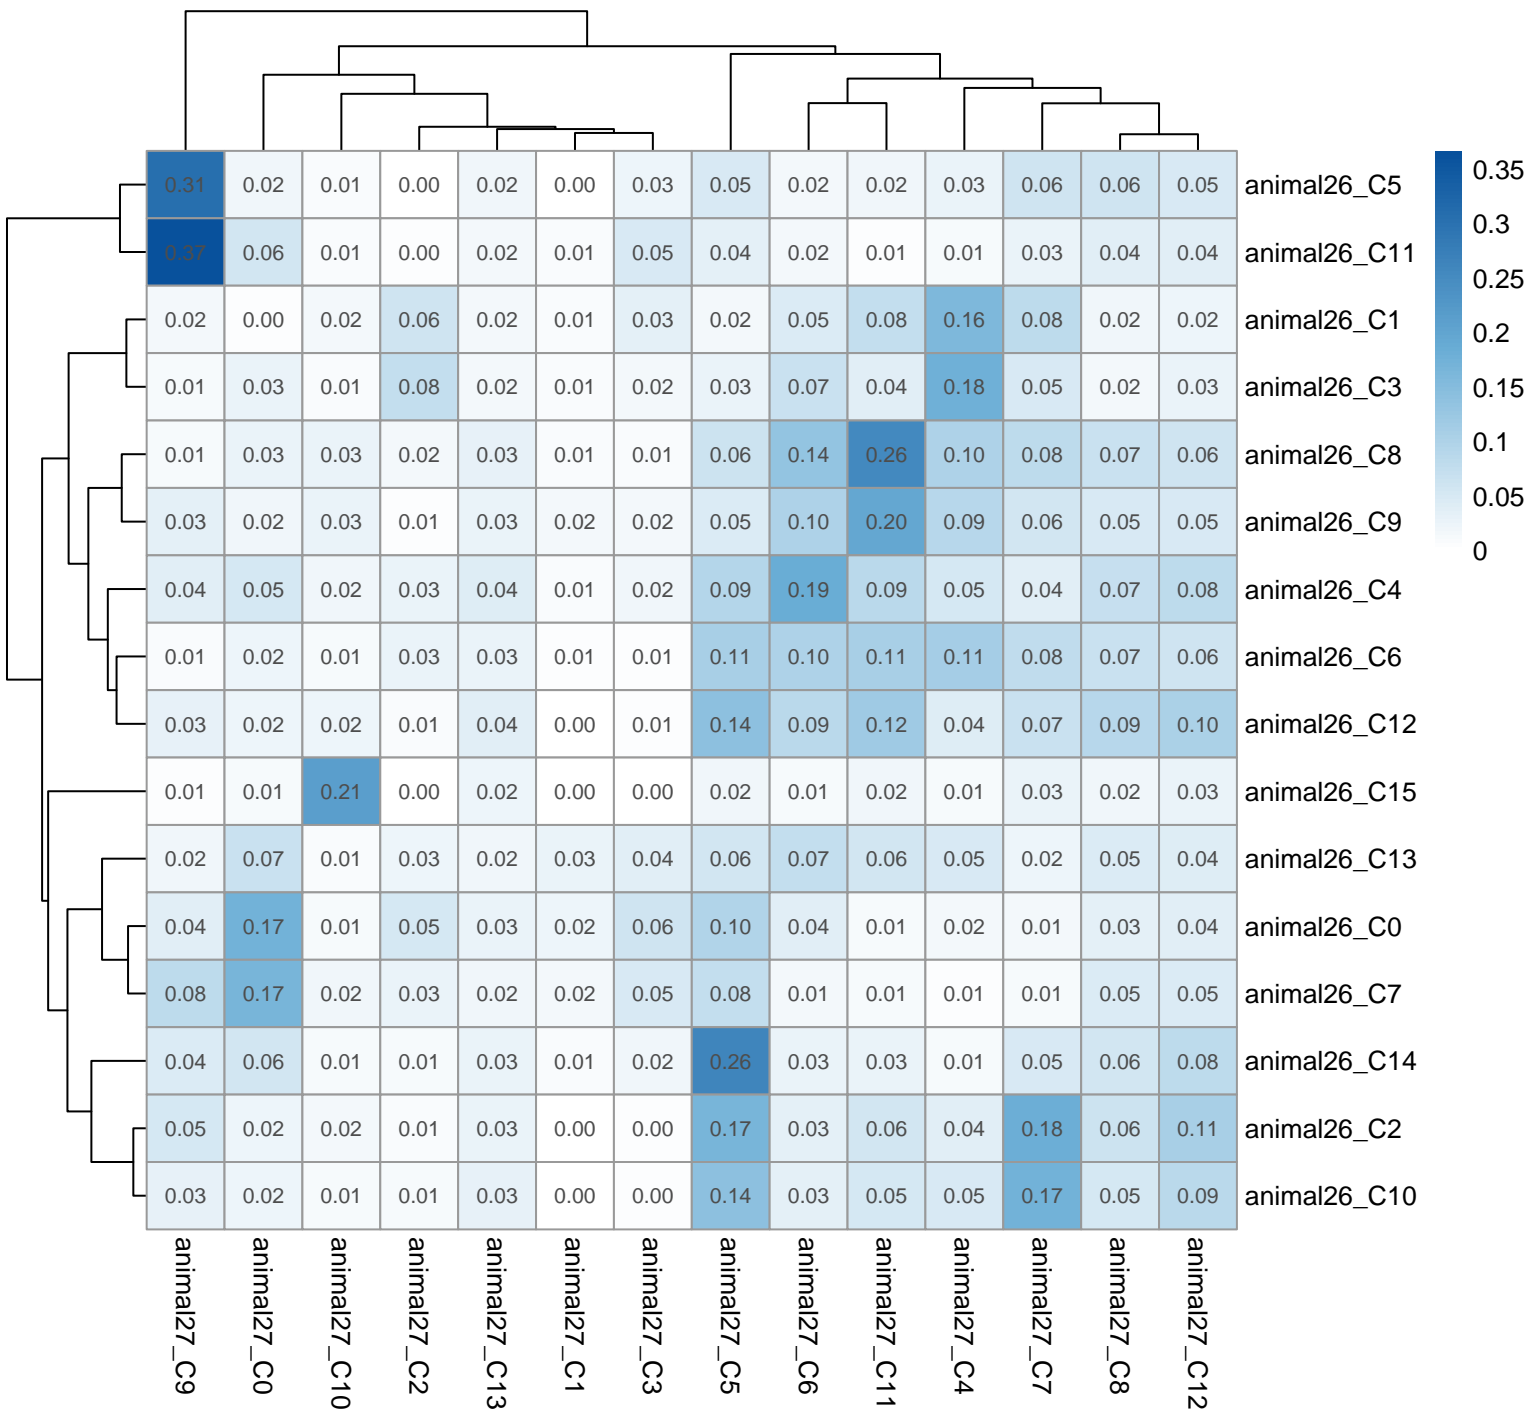 0.31 0.02 0.01 0.00 0.02 0.00 0.03 0.05 0.02 0.02 0.03 0.06 0.06 0.05 animal26_C5
0.37 0.06 0.01 0.00 0.02 0.01 0.05 0.04 0.02 0.01 0.01 0.03 0.04 0.04 animal26_C11
0.02 0.00 0.02 0.06 0.02 0.01 0.03 0.02 0.05 0.08 0.16 0.08 0.02 0.02 animal26_C1
0.01 0.03 0.01 0.08 0.02 0.01 0.02 0.03 0.07 0.04 0.18 0.05 0.02 0.03 animal26_C3
0.01 0.03 0.03 0.02 0.03 0.01 0.01 0.06 0.14 0.26 0.10 0.08 0.07 0.06 animal26_C8
0.03 0.02 0.03 0.01 0.03 0.02 0.02 0.05 0.10 0.20 0.09 0.06 0.05 0.05 animal26_C9
0.04 0.05 0.02 0.03 0.04 0.01 0.02 0.09 0.19 0.09 0.05 0.04 0.07 0.08 animal26_C4
0.01 0.02 0.01 0.03 0.03 0.01 0.01 0.11 0.10 0.11 0.11 0.08 0.07 0.06 animal26_C6
0.03 0.02 0.02 0.01 0.04 0.00 0.01 0.14 0.09 0.12 0.04 0.07 0.09 0.10 animal26_C12
0.01 0.01 0.21 0.00 0.02 0.00 0.00 0.02 0.01 0.02 0.01 0.03 0.02 0.03 animal26_C15
0.02 0.07 0.01 0.03 0.02 0.03 0.04 0.06 0.07 0.06 0.05 0.02 0.05 0.04 animal26_C13
0.04 0.17 0.01 0.05 0.03 0.02 0.06 0.10 0.04 0.01 0.02 0.01 0.03 0.04 animal26_C0
0.08 0.17 0.02 0.03 0.02 0.02 0.05 0.08 0.01 0.01 0.01 0.01 0.05 0.05 animal26_C7
0.04 0.06 0.01 0.01 0.03 0.01 0.02 0.26 0.03 0.03 0.01 0.05 0.06 0.08 animal26_C14
0.05 0.02 0.02 0.01 0.03 0.00 0.00 0.17 0.03 0.06 0.04 0.18 0.06 0.11 animal26_C2
0.03 0.02 0.01 0.01 0.03 0.00 0.00 0.14 0.03 0.05 0.05 0.17 0.05 0.09 animal26_C10
animal27_C9
animal27_C0
animal27_C10
animal27_C2
animal27_C13
animal27_C1
animal27_C3
animal27_C5
animal27_C6
animal27_C11
animal27_C4
animal27_C7
animal27_C8
animal27_C12
0.35
0.3
0.25
0.2
0.15
0.1
0.05
0